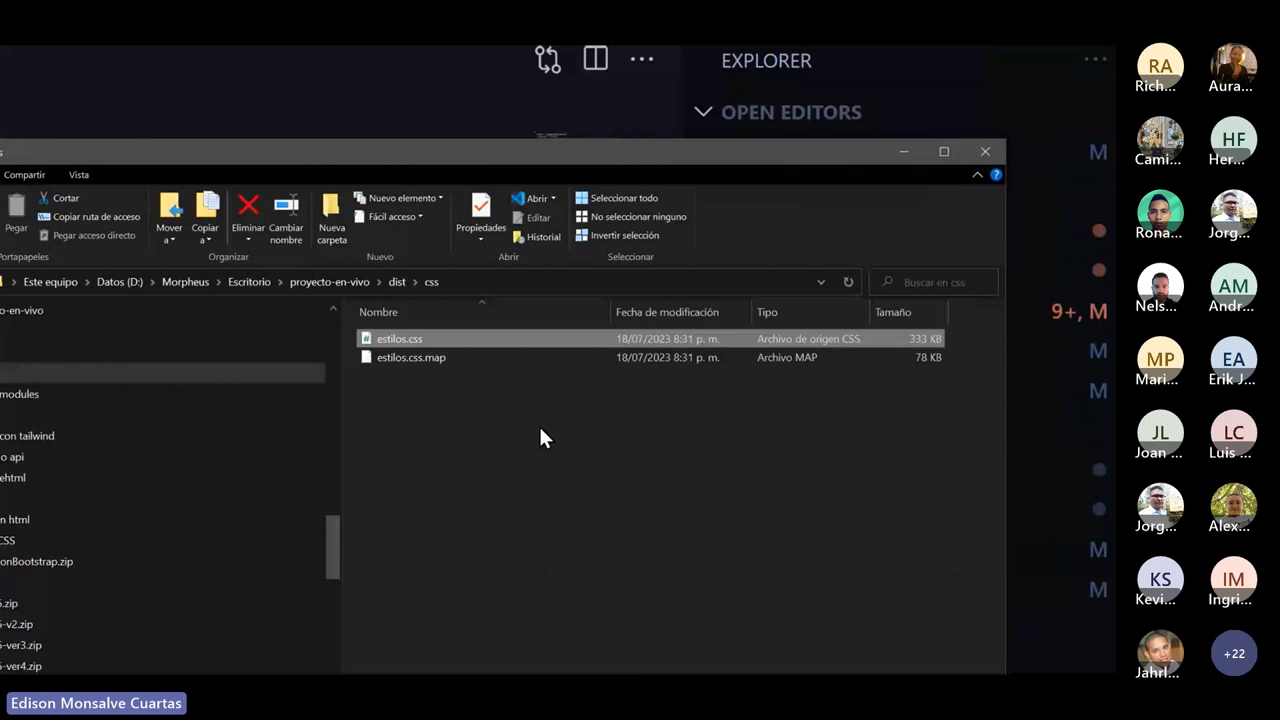 EXPLORER
OPEN EDITORS
s
Compartir
Vista
Pegar
Cortar
Copiar ruta de acceso
Pegar acceso directo
Portapapeles
Mover
a
Copiar
a
Eliminar
Cambiar
nombre
Organizar
Nueva
carpeta
Nuevo elemento
Fácil acceso
Nuevo
Propiedades
Abrir
Editar
Historial
Abrir
Seleccionar todo
No seleccionar ninguno
Invertir selección
Seleccionar
Este equipo > Datos (D:) > Morpheus > Escritorio > proyecto-en-vivo > dist > css
Buscar en css
o-en-vivo
modules
con tailwind
o api
ehtml
n html
CSS
onBootstrap.zip
5.zip
5-v2.zip
5-ver3.zip
5-ver4.zip
Nombre Fecha de modificación Tipo Tamaño
estilos.css 18/07/2023 8:31 p. m. Archivo de origen CSS 333 KB
estilos.css.map 18/07/2023 8:31 p. m. Archivo MAP 78 KB
M
9+, M
M
M
M
M
RA
Rich...
Aura...
Cami...
HF
Her...
Rona...
Jorg...
Nels...
AM
Andr...
MP
Mari...
EA
Erik J...
JL
Joan ...
LC
Luis ...
Jorg...
Alex...
KS
Kevi...
IM
Ingri...
Jahrl...
+22
Edison Monsalve Cuartas